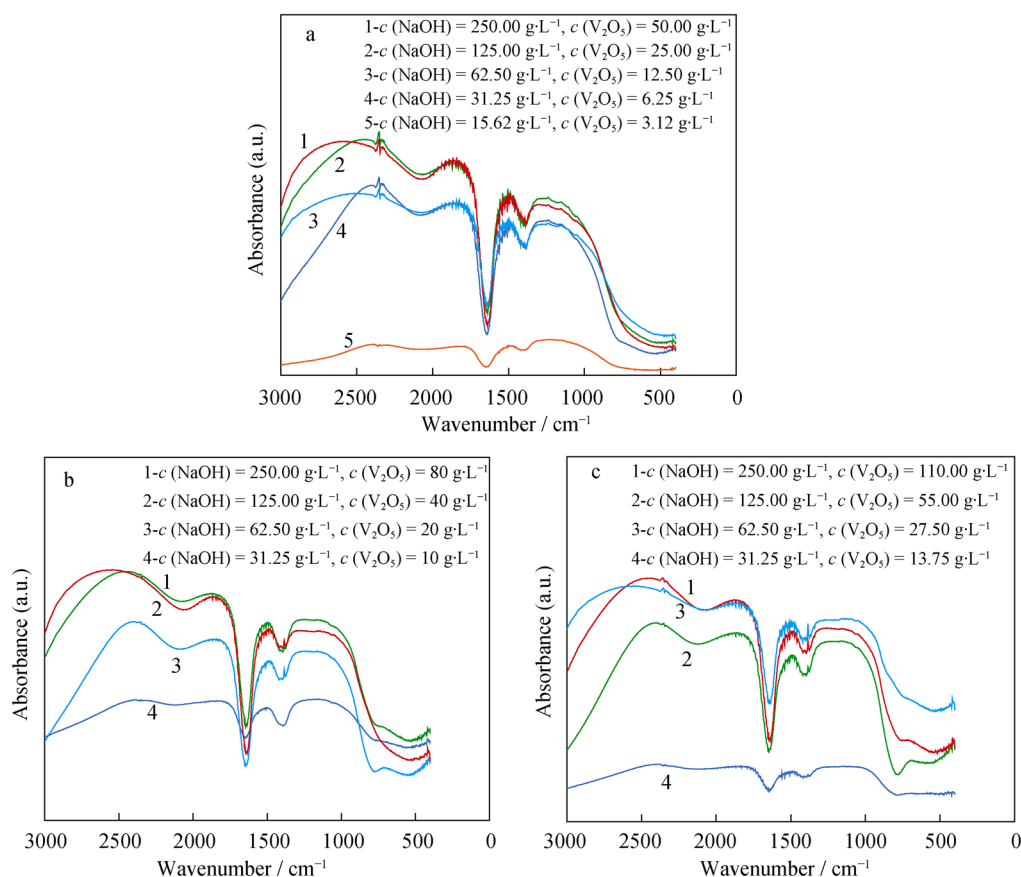 a
1-c (NaOH) = 250.00 g·L⁻¹, c (V₂O₅) = 50.00 g·L⁻¹
2-c (NaOH) = 125.00 g·L⁻¹, c (V₂O₅) = 25.00 g·L⁻¹
3-c (NaOH) = 62.50 g·L⁻¹, c (V₂O₅) = 12.50 g·L⁻¹
4-c (NaOH) = 31.25 g·L⁻¹, c (V₂O₅) = 6.25 g·L⁻¹
5-c (NaOH) = 15.62 g·L⁻¹, c (V₂O₅) = 3.12 g·L⁻¹
Absorbance (a.u.)
1
2
3
4
5
3000 2500 2000 1500 1000 500 0
Wavenumber / cm⁻¹
b
1-c (NaOH) = 250.00 g·L⁻¹, c (V₂O₅) = 80 g·L⁻¹
2-c (NaOH) = 125.00 g·L⁻¹, c (V₂O₅) = 40 g·L⁻¹
3-c (NaOH) = 62.50 g·L⁻¹, c (V₂O₅) = 20 g·L⁻¹
4-c (NaOH) = 31.25 g·L⁻¹, c (V₂O₅) = 10 g·L⁻¹
Absorbance (a.u.)
1
2
3
4
3000 2500 2000 1500 1000 500 0
Wavenumber / cm⁻¹
c
1-c (NaOH) = 250.00 g·L⁻¹, c (V₂O₅) = 110.00 g·L⁻¹
2-c (NaOH) = 125.00 g·L⁻¹, c (V₂O₅) = 55.00 g·L⁻¹
3-c (NaOH) = 62.50 g·L⁻¹, c (V₂O₅) = 27.50 g·L⁻¹
4-c (NaOH) = 31.25 g·L⁻¹, c (V₂O₅) = 13.75 g·L⁻¹
Absorbance (a.u.)
1
3
2
4
3000 2500 2000 1500 1000 500 0
Wavenumber / cm⁻¹